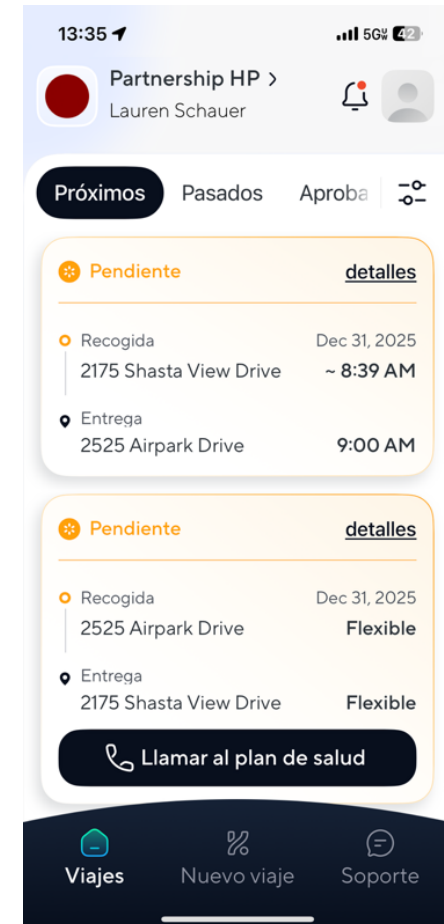 13:35 5GW 42
Partnership HP >
Lauren Schauer
Próximos Pasados Aproba
Pendiente detalles
Recogida Dec 31, 2025
2175 Shasta View Drive ~ 8:39 AM
Entrega
2525 Airpark Drive 9:00 AM
Pendiente detalles
Recogida Dec 31, 2025
2525 Airpark Drive Flexible
Entrega
2175 Shasta View Drive Flexible
Llamar al plan de salud
Viajes Nuevo viaje Soporte